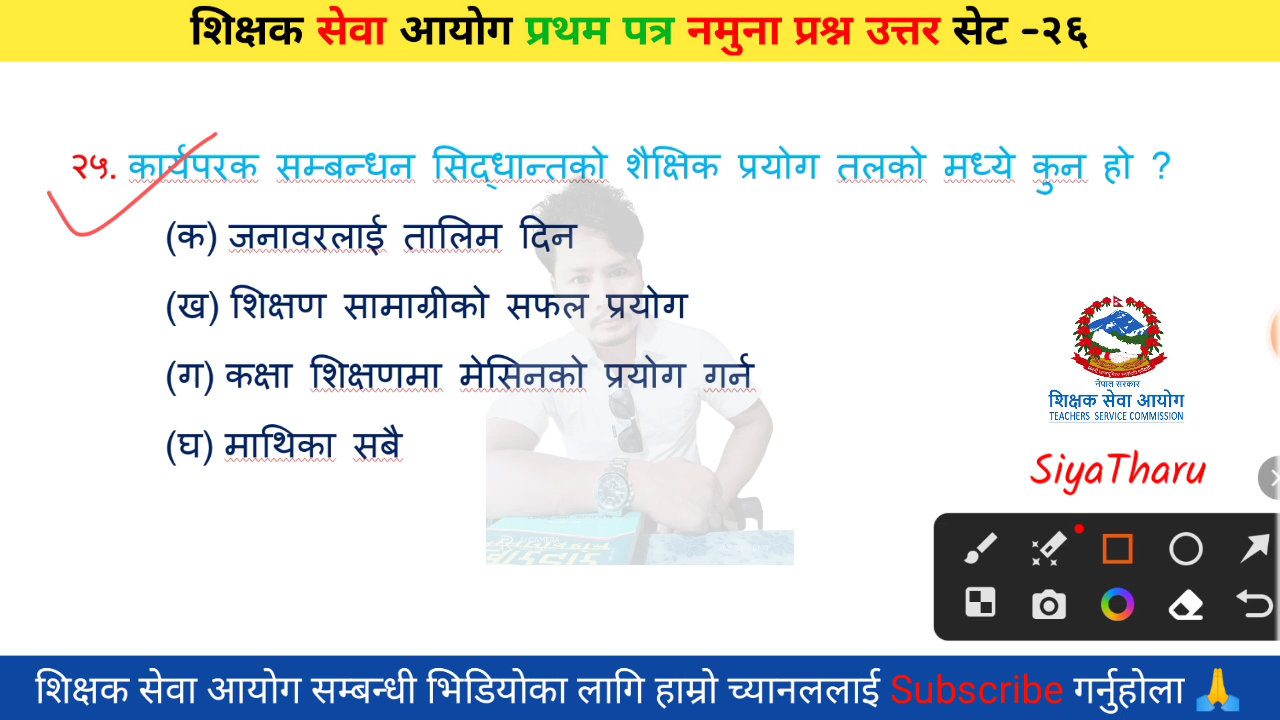 शिक्षक सेवा आयोग प्रथम पत्र नमुना प्रश्न उत्तर सेट -२६
२५. कार्यपरक सम्बन्धन सिद्धान्तको शैक्षिक प्रयोग तलको मध्ये कुन हो ?
(क) जनावरलाई तालिम दिन
(ख) शिक्षण सामाग्रीको सफल प्रयोग
(ग) कक्षा शिक्षणमा मेसिनको प्रयोग गर्न
(घ) माथिका सबै
नेपाल सरकार
शिक्षक सेवा आयोग
TEACHERS SERVICE COMMISSION
SiyaTharu
शिक्षक सेवा आयोग सम्बन्धी भिडियोका लागि हाम्रो च्यानललाई Subscribe गर्नुहोला 🙏